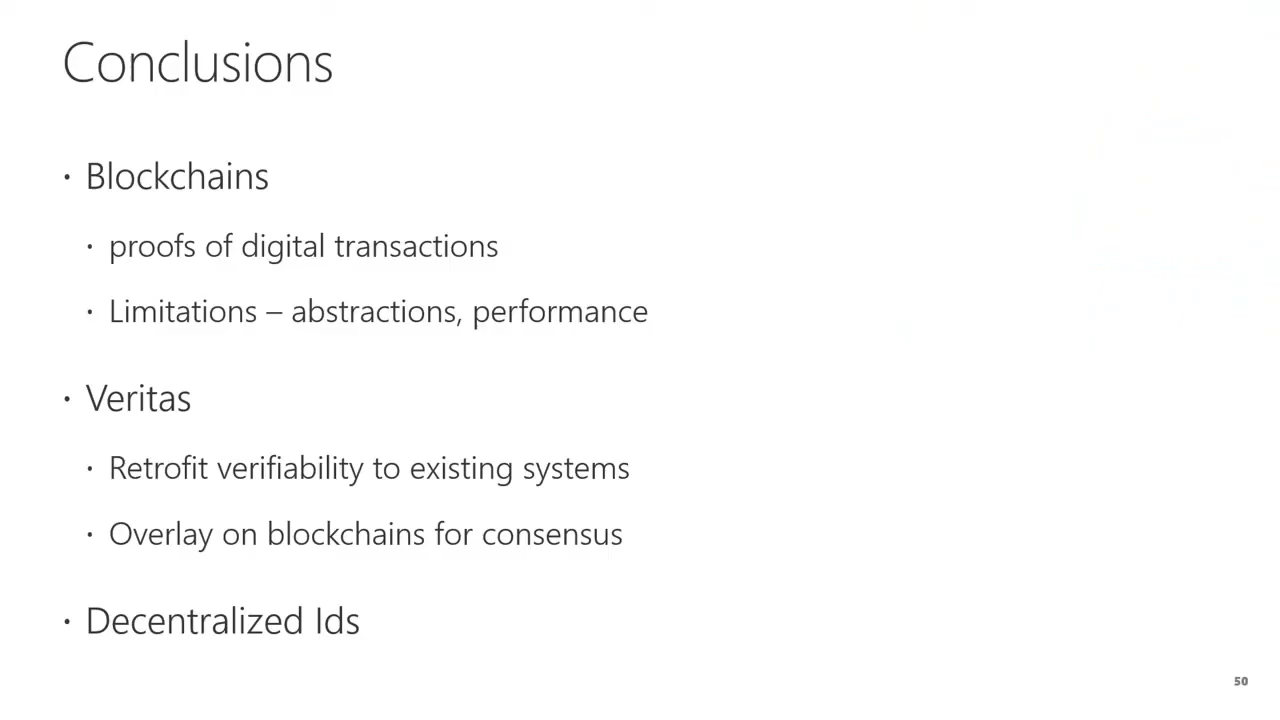 Conclusions
· Blockchains
· proofs of digital transactions
· Limitations – abstractions, performance
· Veritas
· Retrofit verifiability to existing systems
· Overlay on blockchains for consensus
· Decentralized Ids
50